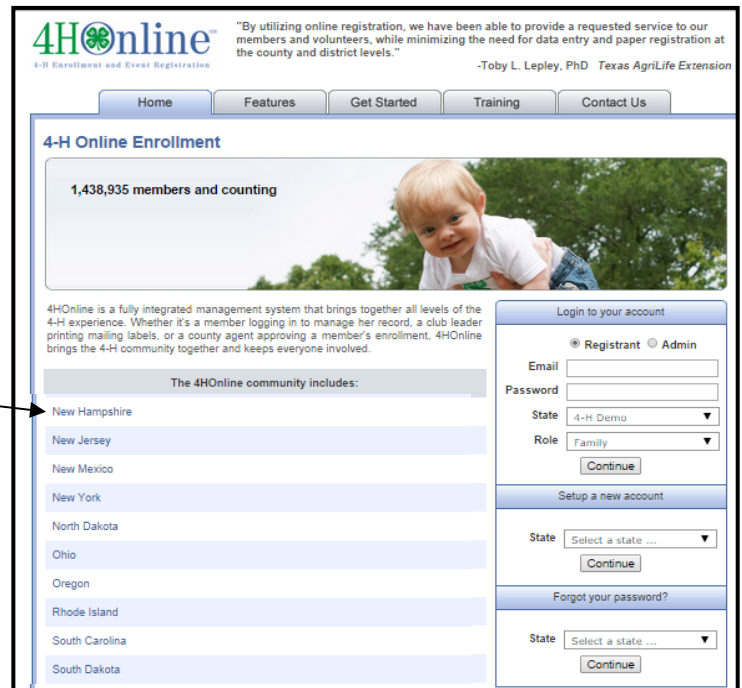 4H Online™
4-H Enrollment and Event Registration
"By utilizing online registration, we have been able to provide a requested service to our
members and volunteers, while minimizing the need for data entry and paper registration at
the county and district levels."
-Toby L. Lepley, PhD Texas AgriLife Extension
Home Features Get Started Training Contact Us
4-H Online Enrollment
1,438,935 members and counting
4HOnline is a fully integrated management system that brings together all levels of the
4-H experience. Whether it's a member logging in to manage her record, a club leader
printing mailing labels, or a county agent approving a member's enrollment, 4HOnline
brings the 4-H community together and keeps everyone involved.
The 4HOnline community includes:
New Hampshire
New Jersey
New Mexico
New York
North Dakota
Ohio
Oregon
Rhode Island
South Carolina
South Dakota
Login to your account
Registrant Admin
Email
Password
State 4-H Demo
Role Family
Continue
Setup a new account
State Select a state ...
Continue
Forgot your password?
State Select a state ...
Continue